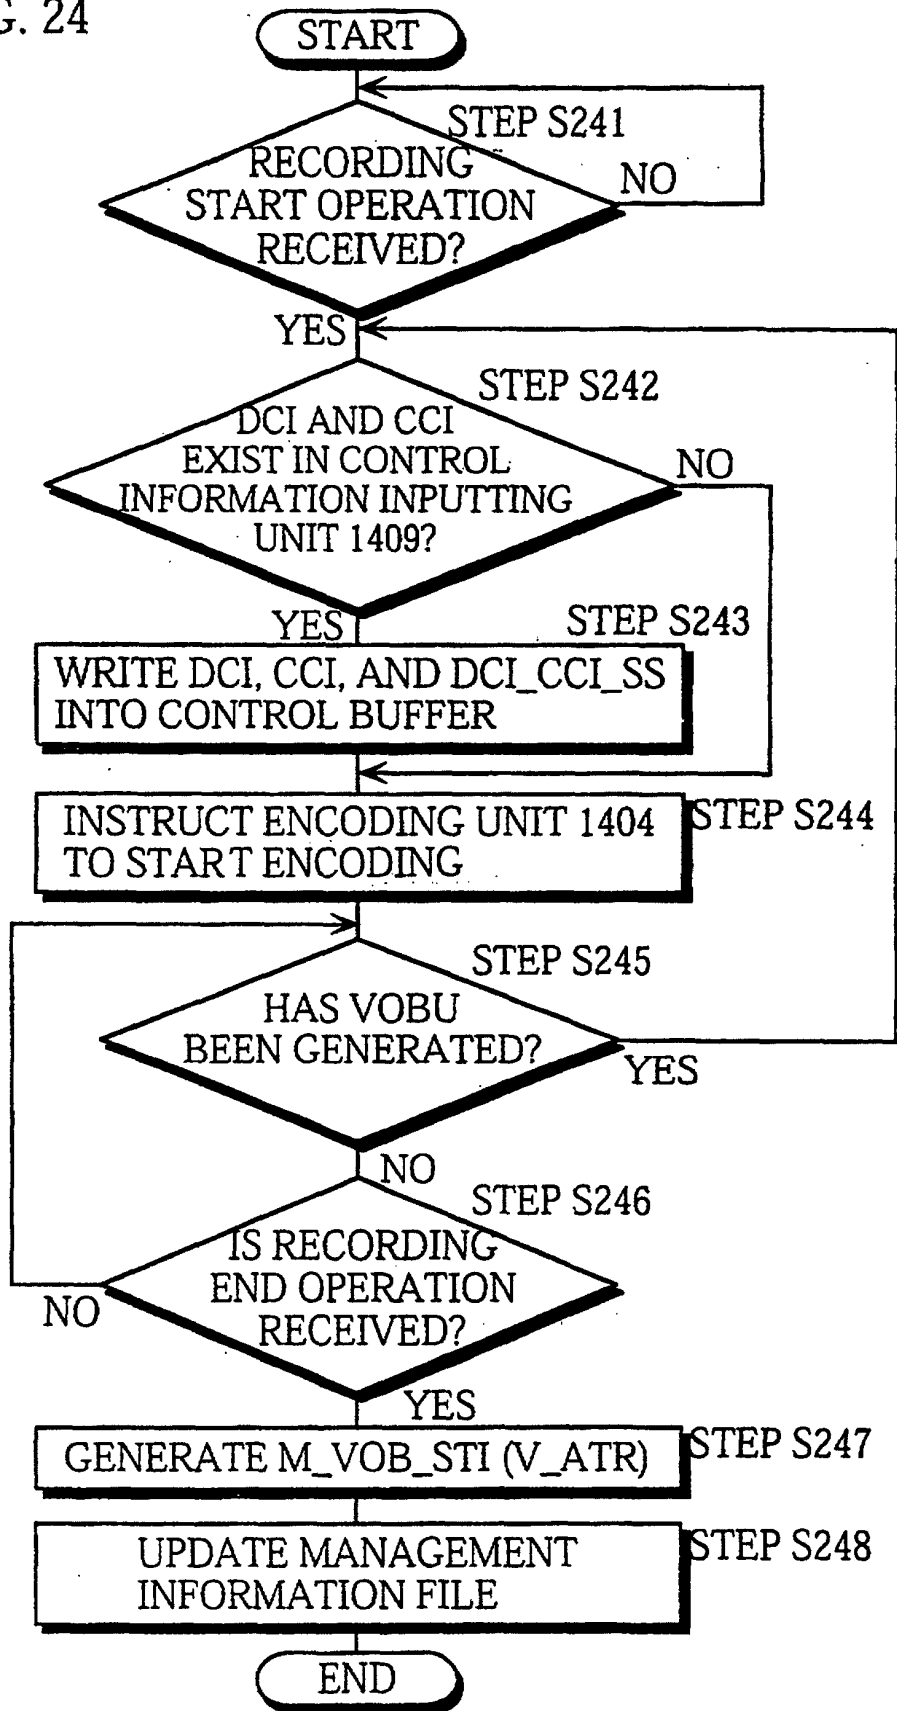 G. 24
START
STEP S241
RECORDING
START OPERATION
RECEIVED?
NO
YES
STEP S242
DCI AND CCI
EXIST IN CONTROL
INFORMATION INPUTTING
UNIT 1409?
NO
YES
STEP S243
WRITE DCI, CCI, AND DCI_CCI_SS
INTO CONTROL BUFFER
INSTRUCT ENCODING UNIT 1404
TO START ENCODING
STEP S244
STEP S245
HAS VOBU
BEEN GENERATED?
YES
NO
STEP S246
IS RECORDING
END OPERATION
RECEIVED?
NO
YES
GENERATE M_VOB_STI (V_ATR)
STEP S247
UPDATE MANAGEMENT
INFORMATION FILE
STEP S248
END